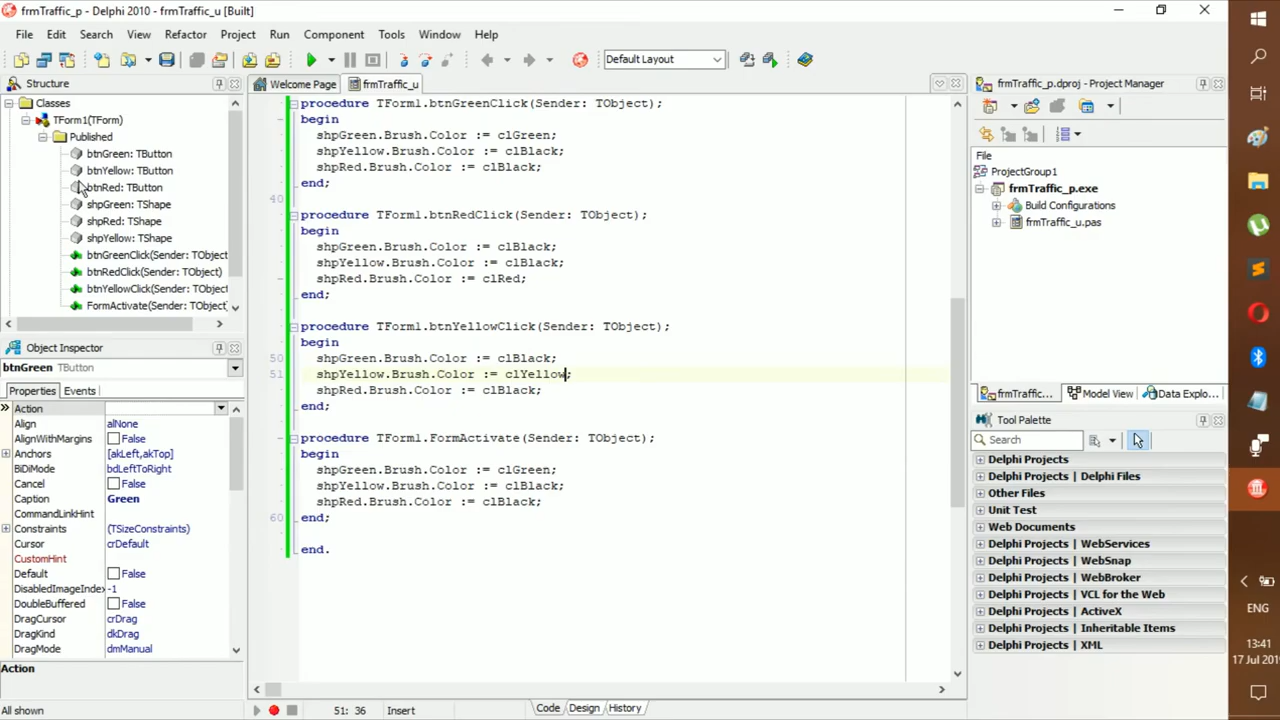 frmTraffic_p - Delphi 2010 - frmTraffic_u [Built]
File Edit Search View Refactor Project Run Component Tools Window Help
Default Layout
Structure
Classes
TForm1(TForm)
Published
btnGreen: TButton
btnYellow: TButton
btnRed: TButton
shpGreen: TShape
shpRed: TShape
shpYellow: TShape
btnGreenClick(Sender: TObject
btnRedClick(Sender: TObject)
btnYellowClick(Sender: TObject
FormActivate(Sender: TObject
Object Inspector
btnGreen TButton
Properties Events
Action
Align alNone
AlignWithMargins False
Anchors [akLeft,akTop]
BiDiMode bdLeftToRight
Cancel False
Caption Green
CommandLinkHint
Constraints (TSizeConstraints)
Cursor crDefault
CustomHint
Default False
DisabledImageIndex -1
DoubleBuffered False
DragCursor crDrag
DragKind dkDrag
DragMode dmManual
Action
All shown
Welcome Page frmTraffic_u
procedure TForm1.btnGreenClick(Sender: TObject);
begin
shpGreen.Brush.Color := clGreen;
shpYellow.Brush.Color := clBlack;
shpRed.Brush.Color := clBlack;
end;
40
procedure TForm1.btnRedClick(Sender: TObject);
begin
shpGreen.Brush.Color := clBlack;
shpYellow.Brush.Color := clBlack;
shpRed.Brush.Color := clRed;
end;
procedure TForm1.btnYellowClick(Sender: TObject);
begin
50 shpGreen.Brush.Color := clBlack;
51 shpYellow.Brush.Color := clYellow;
shpRed.Brush.Color := clBlack;
end;
procedure TForm1.FormActivate(Sender: TObject);
begin
shpGreen.Brush.Color := clGreen;
shpYellow.Brush.Color := clBlack;
shpRed.Brush.Color := clBlack;
60 end;
end.
51: 36 Insert Code Design History
frmTraffic_p.dproj - Project Manager
File
ProjectGroup1
frmTraffic_p.exe
Build Configurations
frmTraffic_u.pas
frmTraffic... Model View Data Explo...
Tool Palette
Search
Delphi Projects
Delphi Projects | Delphi Files
Other Files
Unit Test
Web Documents
Delphi Projects | WebServices
Delphi Projects | WebSnap
Delphi Projects | WebBroker
Delphi Projects | VCL for the Web
Delphi Projects | ActiveX
Delphi Projects | Inheritable Items
Delphi Projects | XML
ENG
13:41
17 Jul 201